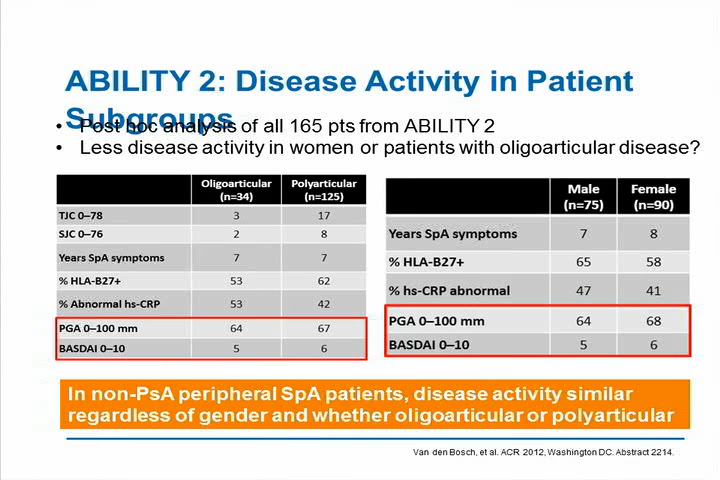 ABILITY 2: Disease Activity in Patient
Subgroups
• Post hoc analysis of all 165 pts from ABILITY 2
• Less disease activity in women or patients with oligoarticular disease?
Oligoarticular (n=34) Polyarticular (n=125)
TJC 0–78 3 17
SJC 0–76 2 8
Years SpA symptoms 7 7
% HLA-B27+ 53 62
% Abnormal hs-CRP 53 42
PGA 0–100 mm 64 67
BASDAI 0–10 5 6
Male (n=75) Female (n=90)
Years SpA symptoms 7 8
% HLA-B27+ 65 58
% hs-CRP abnormal 47 41
PGA 0–100 mm 64 68
BASDAI 0–10 5 6
In non-PsA peripheral SpA patients, disease activity similar
regardless of gender and whether oligoarticular or polyarticular
Van den Bosch, et al. ACR 2012, Washington DC. Abstract 2214.